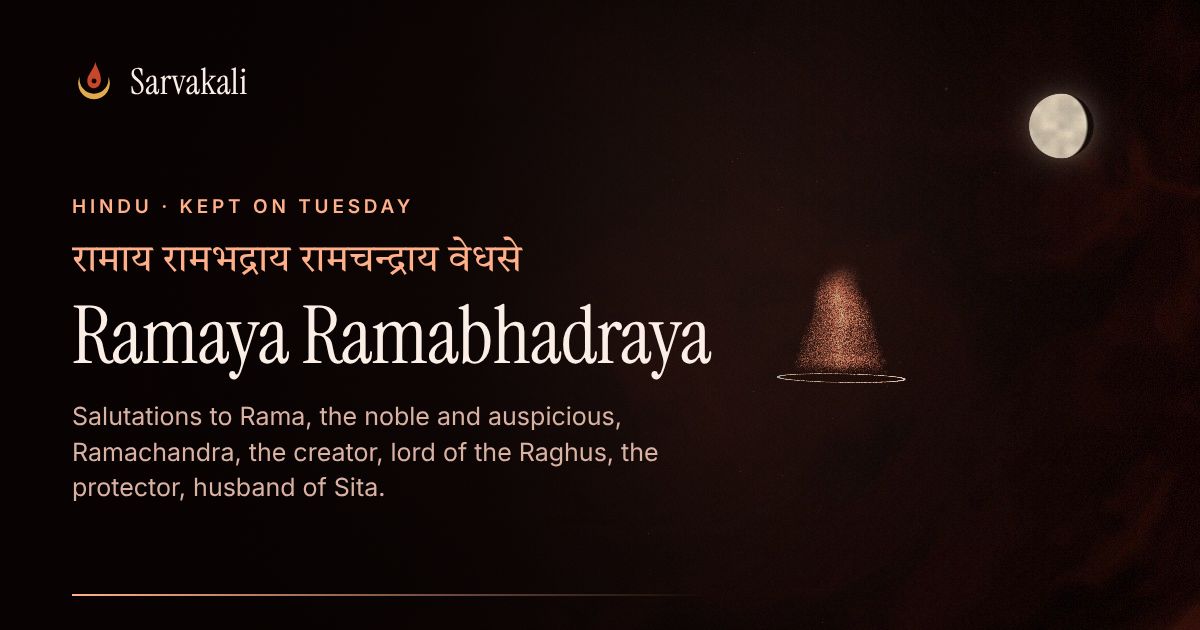 Sarvakali
HINDU · KEPT ON TUESDAY
रामाय रामभद्राय रामचन्द्राय वेधसे
Ramaya Ramabhadraya
Salutations to Rama, the noble and auspicious,
Ramachandra, the creator, lord of the Raghus, the
protector, husband of Sita.